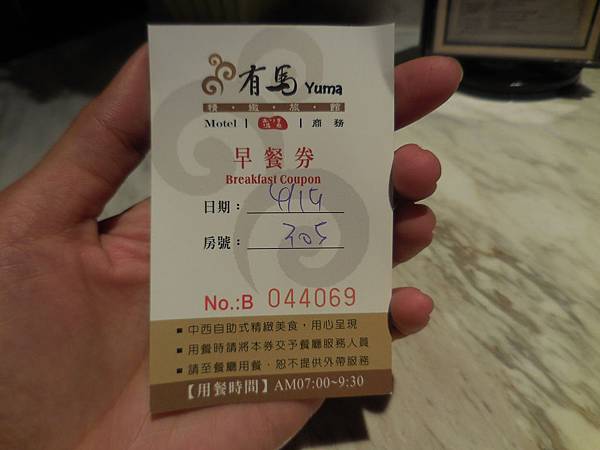 有馬 Yuma
精‧緻‧旅‧館
Motel | | 商務
早餐券
Breakfast Coupon
日期：4/15
房號：305
No.:B 044069
■ 中西自助式精緻美食，用心呈現
■ 用餐時請將本券交予餐廳服務人員
■ 請至餐廳用餐．恕不提供外帶服務
【用餐時間】AM07:00~9:30